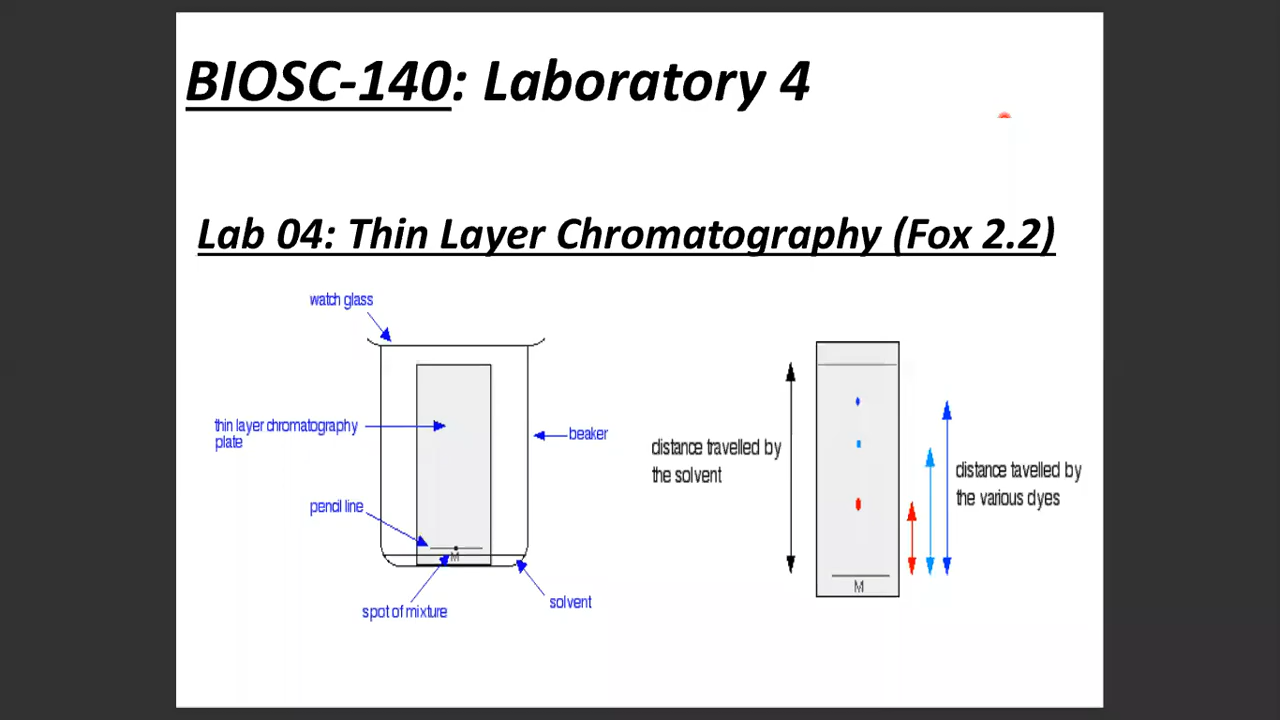 BIOSC-140: Laboratory 4
Lab 04: Thin Layer Chromatography (Fox 2.2)
watch glass
thin layer chromatography
plate
beaker
pencil line
M
spot of mixture
solvent
distance travelled by
the solvent
M
distance tavelled by
the various dyes